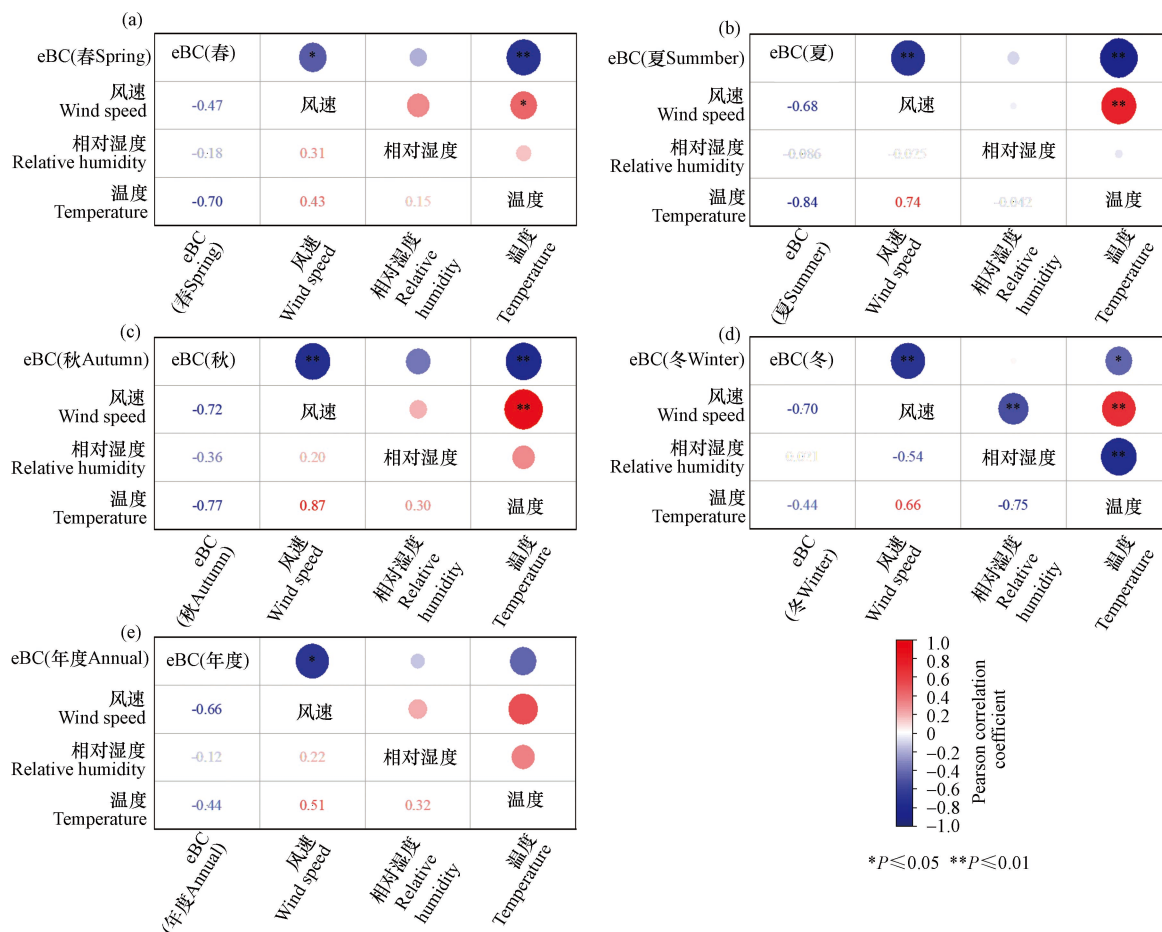 (a)
eBC(春Spring) eBC(春) * **
风速
Wind speed -0.47 风速 *
相对湿度
Relative humidity -0.18 0.31 相对湿度
温度
Temperature -0.70 0.43 0.15 温度
eBC
(春Spring)
风速
Wind speed
相对湿度
Relative
humidity
温度
Temperature
(b)
eBC(夏Summber) eBC(夏) ** **
风速
Wind speed -0.68 风速 **
相对湿度
Relative humidity -0.086 -0.025 相对湿度
温度
Temperature -0.84 0.74 -0.042 温度
eBC
(夏Summer)
风速
Wind speed
相对湿度
Relative
humidity
温度
Temperature
(c)
eBC(秋Autumn) eBC(秋) ** **
风速
Wind speed -0.72 风速 **
相对湿度
Relative humidity -0.36 0.20 相对湿度
温度
Temperature -0.77 0.87 0.30 温度
eBC
(秋Autumn)
风速
Wind speed
相对湿度
Relative
humidity
温度
Temperature
(d)
eBC(冬Winter) eBC(冬) ** *
风速
Wind speed -0.70 风速 ** **
相对湿度
Relative humidity -0.54 相对湿度 **
温度
Temperature -0.44 0.66 -0.75 温度
eBC
(冬Winter)
风速
Wind speed
相对湿度
Relative
humidity
温度
Temperature
(e)
eBC(年度Annual) eBC(年度) *
风速
Wind speed -0.66 风速
相对湿度
Relative humidity -0.12 0.22 相对湿度
温度
Temperature -0.44 0.51 0.32 温度
eBC
(年度Annual)
风速
Wind speed
相对湿度
Relative
humidity
温度
Temperature
1.0
0.8
0.6
0.4
0.2
0
−0.2
−0.4
−0.6
−0.8
−1.0
Pearson correlation
coefficient
*P≤0.05 **P≤0.01